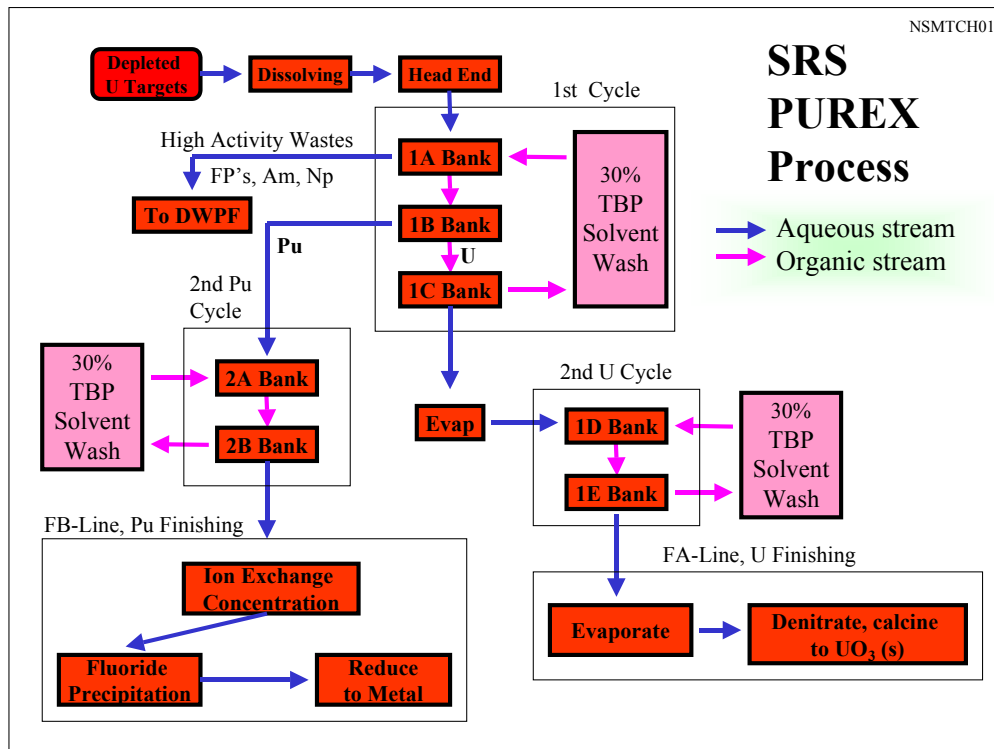 NSMTCH01
SRS
PUREX
Process
Depleted
U Targets
Dissolving
Head End
1st Cycle
High Activity Wastes
FP's, Am, Np
To DWPF
1A Bank
1B Bank
U
1C Bank
30%
TBP
Solvent
Wash
Aqueous stream
Organic stream
Pu
2nd Pu
Cycle
30%
TBP
Solvent
Wash
2A Bank
2B Bank
Evap
2nd U Cycle
1D Bank
1E Bank
30%
TBP
Solvent
Wash
FB-Line, Pu Finishing
Ion Exchange
Concentration
Fluoride
Precipitation
Reduce
to Metal
FA-Line, U Finishing
Evaporate
Denitrate, calcine
to UO₃ (s)